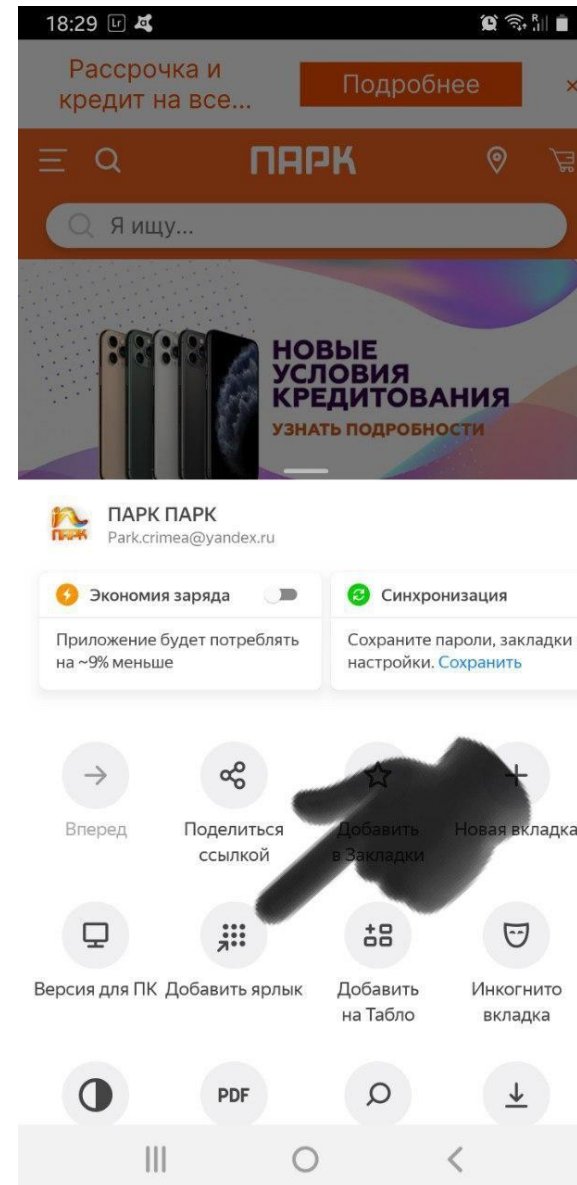 18:29 Lr
R
Рассрочка и
кредит на все...
Подробнее
×
ПАРК
Я ищу...
НОВЫЕ
УСЛОВИЯ
КРЕДИТОВАНИЯ
УЗНАТЬ ПОДРОБНОСТИ
ПАРК
ПАРК ПАРК
Park.crimea@yandex.ru
Экономия заряда
Приложение будет потреблять
на ~9% меньше
Синхронизация
Сохраните пароли, закладки
настройки. Сохранить
Вперед
Поделиться
ссылкой
Добавить
в Закладки
Новая вкладка
Версия для ПК
Добавить ярлык
Добавить
на Табло
Инкогнито
вкладка
PDF